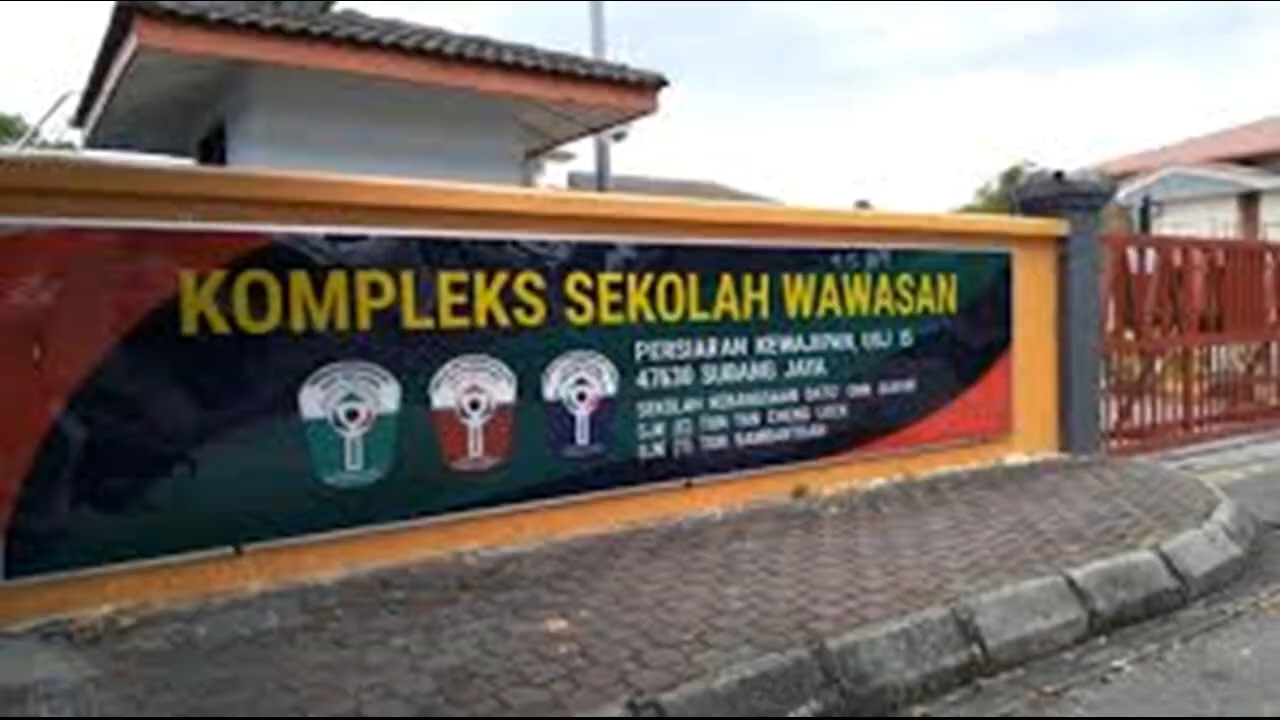 KOMPLEKS SEKOLAH WAWASAN
PERSIARAN KEWAJIPAN, USJ 15
47630 SUBANG JAYA
SEKOLAH KEBANGSAAN DATO' ONN JAAFAR
SJK (C) TUN TAN CHENG LOCK
SJK (T) TUN SAMBANTHAN